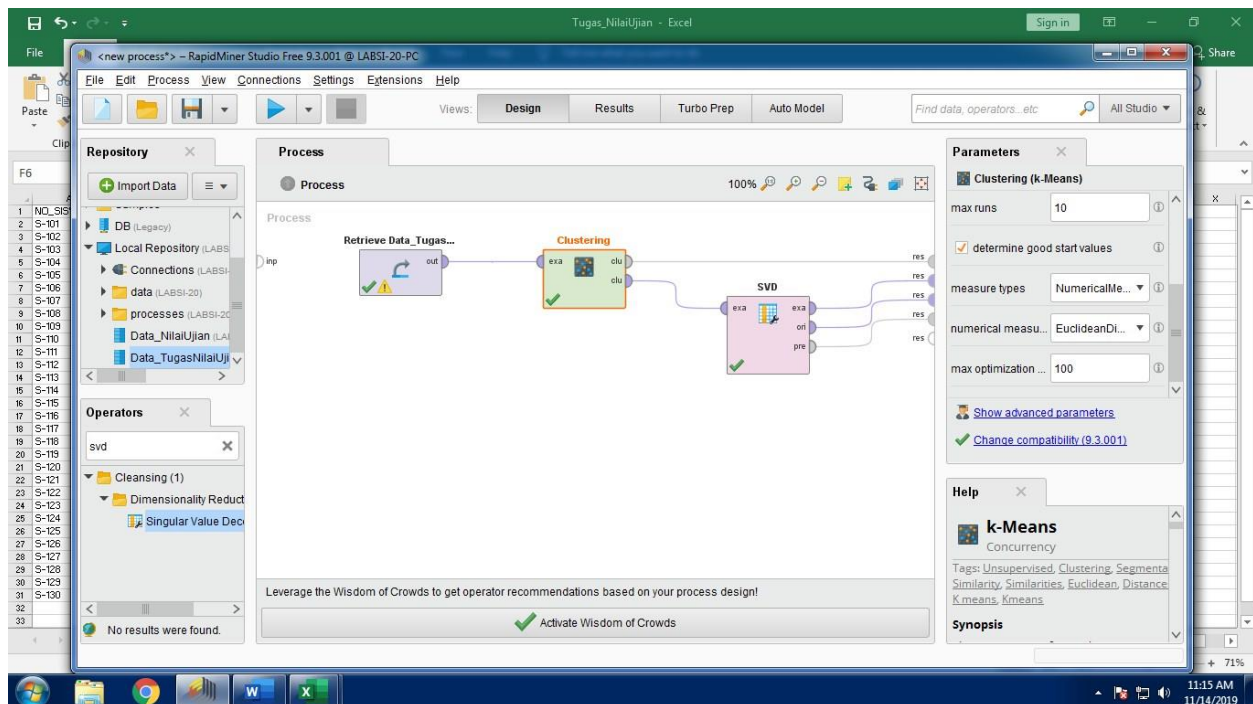 Tugas_NilaiUjian - Excel
Sign in
File
Share
<new process*> – RapidMiner Studio Free 9.3.001 @ LABSI-20-PC
File Edit Process View Connections Settings Extensions Help
Paste
Clip
Views: Design Results Turbo Prep Auto Model
Find data, operators...etc
All Studio
F6
Repository
Import Data
DB (Legacy)
Local Repository (LABS
Connections (LABSI-
data (LABSI-20)
processes (LABSI-20
Data_NilaiUjian (LAI
Data_TugasNilaiUji
Operators
svd
Cleansing (1)
Dimensionality Reduct
Singular Value Dec
No results were found.
Process
Process
100%
Process
inp
Retrieve Data_Tugas...
out
Clustering
exa clu
clu
SVD
exa exa
ori
pre
res
res
res
res
res
Leverage the Wisdom of Crowds to get operator recommendations based on your process design!
Activate Wisdom of Crowds
Parameters
Clustering (k-Means)
max runs 10
determine good start values
measure types NumericalMe...
numerical measu... EuclideanDi...
max optimization ... 100
Show advanced parameters
Change compatibility (9.3.001)
Help
k-Means
Concurrency
Tags: Unsupervised, Clustering, Segmenta
Similarity, Similarities, Euclidean, Distance
K means, Kmeans
Synopsis
X
1 NO_SIS
2 S-101
3 S-102
4 S-103
5 S-104
6 S-105
7 S-106
8 S-107
9 S-108
10 S-109
11 S-110
12 S-111
13 S-112
14 S-113
15 S-114
16 S-115
17 S-116
18 S-117
19 S-118
20 S-119
21 S-120
22 S-121
23 S-122
24 S-123
25 S-124
26 S-125
27 S-126
28 S-127
29 S-128
30 S-129
31 S-130
32
33
+ 71%
11:15 AM
11/14/2019